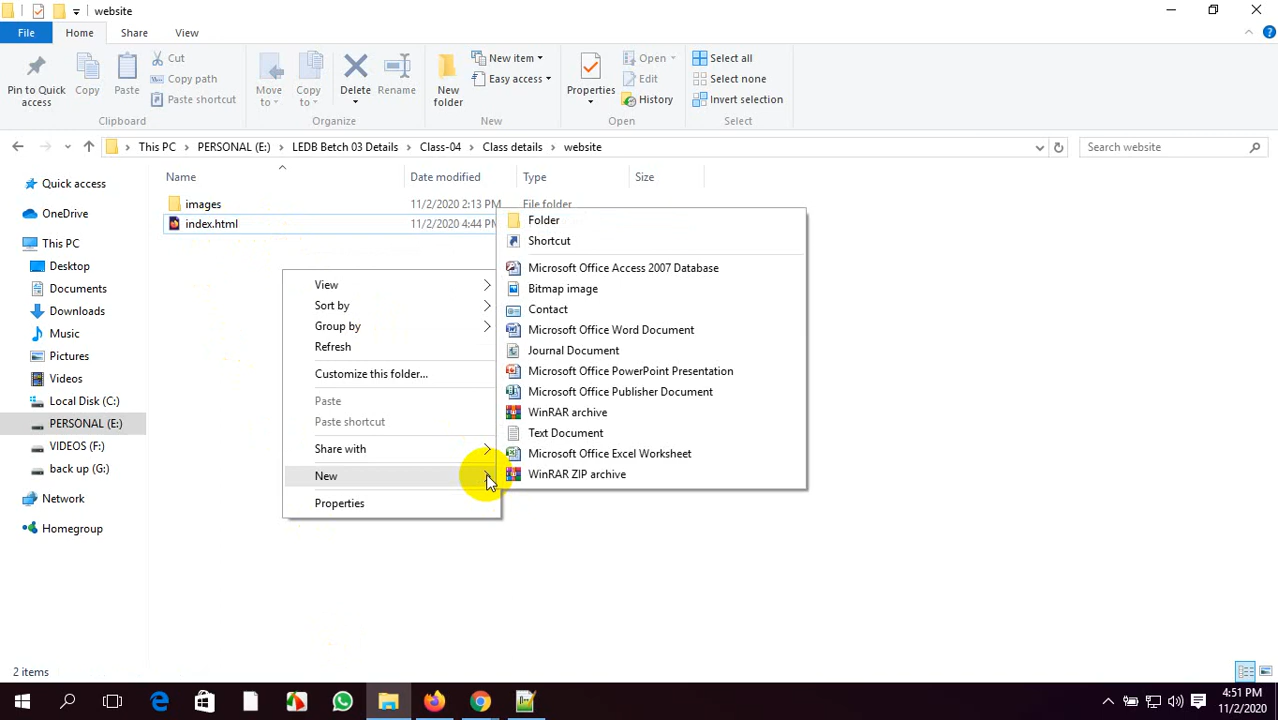 website
File Home Share View
Pin to Quick access
Copy
Paste
Cut
Copy path
Paste shortcut
Clipboard
Move to
Copy to
Delete
Rename
Organize
New folder
New item
Easy access
New
Properties
Open
Edit
History
Open
Select all
Select none
Invert selection
Select
This PC PERSONAL (E:) LEDB Betch 03 Details Class-04 Class details website
Search website
Name Date modified Type Size
images 11/2/2020 2:13 PM File folder
index.html 11/2/2020 4:44 PM
Quick access
OneDrive
This PC
Desktop
Documents
Downloads
Music
Pictures
Videos
Local Disk (C:)
PERSONAL (E:)
VIDEOS (F:)
back up (G:)
Network
Homegroup
View
Sort by
Group by
Refresh
Customize this folder...
Paste
Paste shortcut
Share with
New
Properties
Folder
Shortcut
Microsoft Office Access 2007 Database
Bitmap image
Contact
Microsoft Office Word Document
Journal Document
Microsoft Office PowerPoint Presentation
Microsoft Office Publisher Document
WinRAR archive
Text Document
Microsoft Office Excel Worksheet
WinRAR ZIP archive
2 items
4:51 PM
11/2/2020